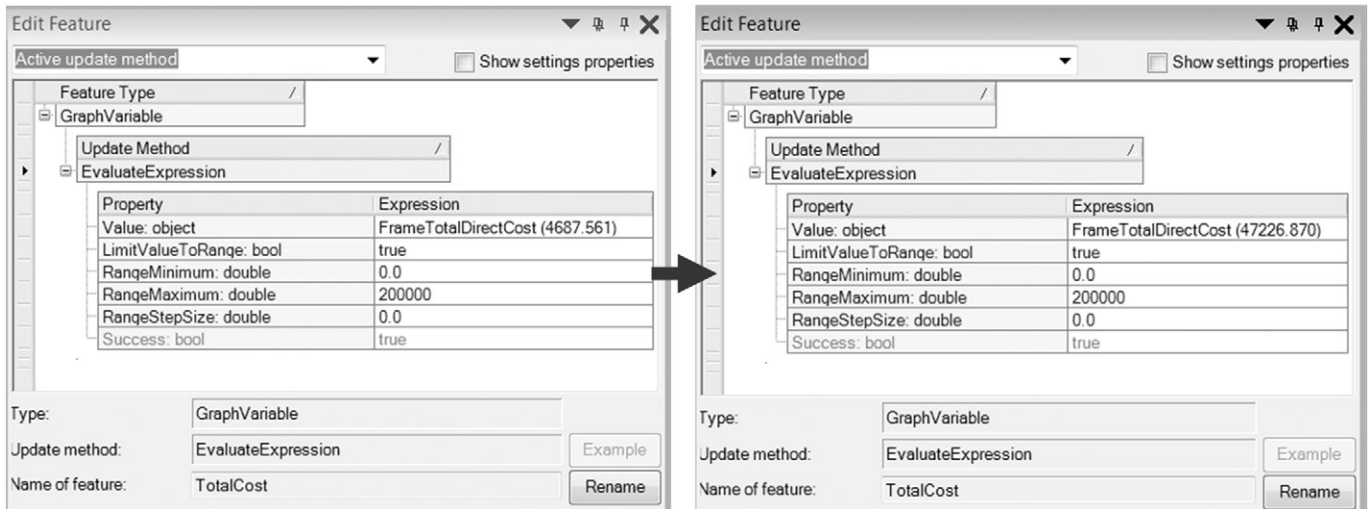 Edit Feature
Active update method
Show settings properties
Feature Type /
GraphVariable
Update Method /
EvaluateExpression
Property Expression
Value: object FrameTotalDirectCost (4687.561)
LimitValueToRange: bool true
RangeMinimum: double 0.0
RangeMaximum: double 200000
RangeStepSize: double 0.0
Success: bool true
Type: GraphVariable
Update method: EvaluateExpression Example
Name of feature: TotalCost Rename
Edit Feature
Active update method
Show settings properties
Feature Type /
GraphVariable
Update Method /
EvaluateExpression
Property Expression
Value: object FrameTotalDirectCost (47226.870)
LimitValueToRange: bool true
RangeMinimum: double 0.0
RangeMaximum: double 200000
RangeStepSize: double 0.0
Success: bool true
Type: GraphVariable
Update method: EvaluateExpression Example
Name of feature: TotalCost Rename